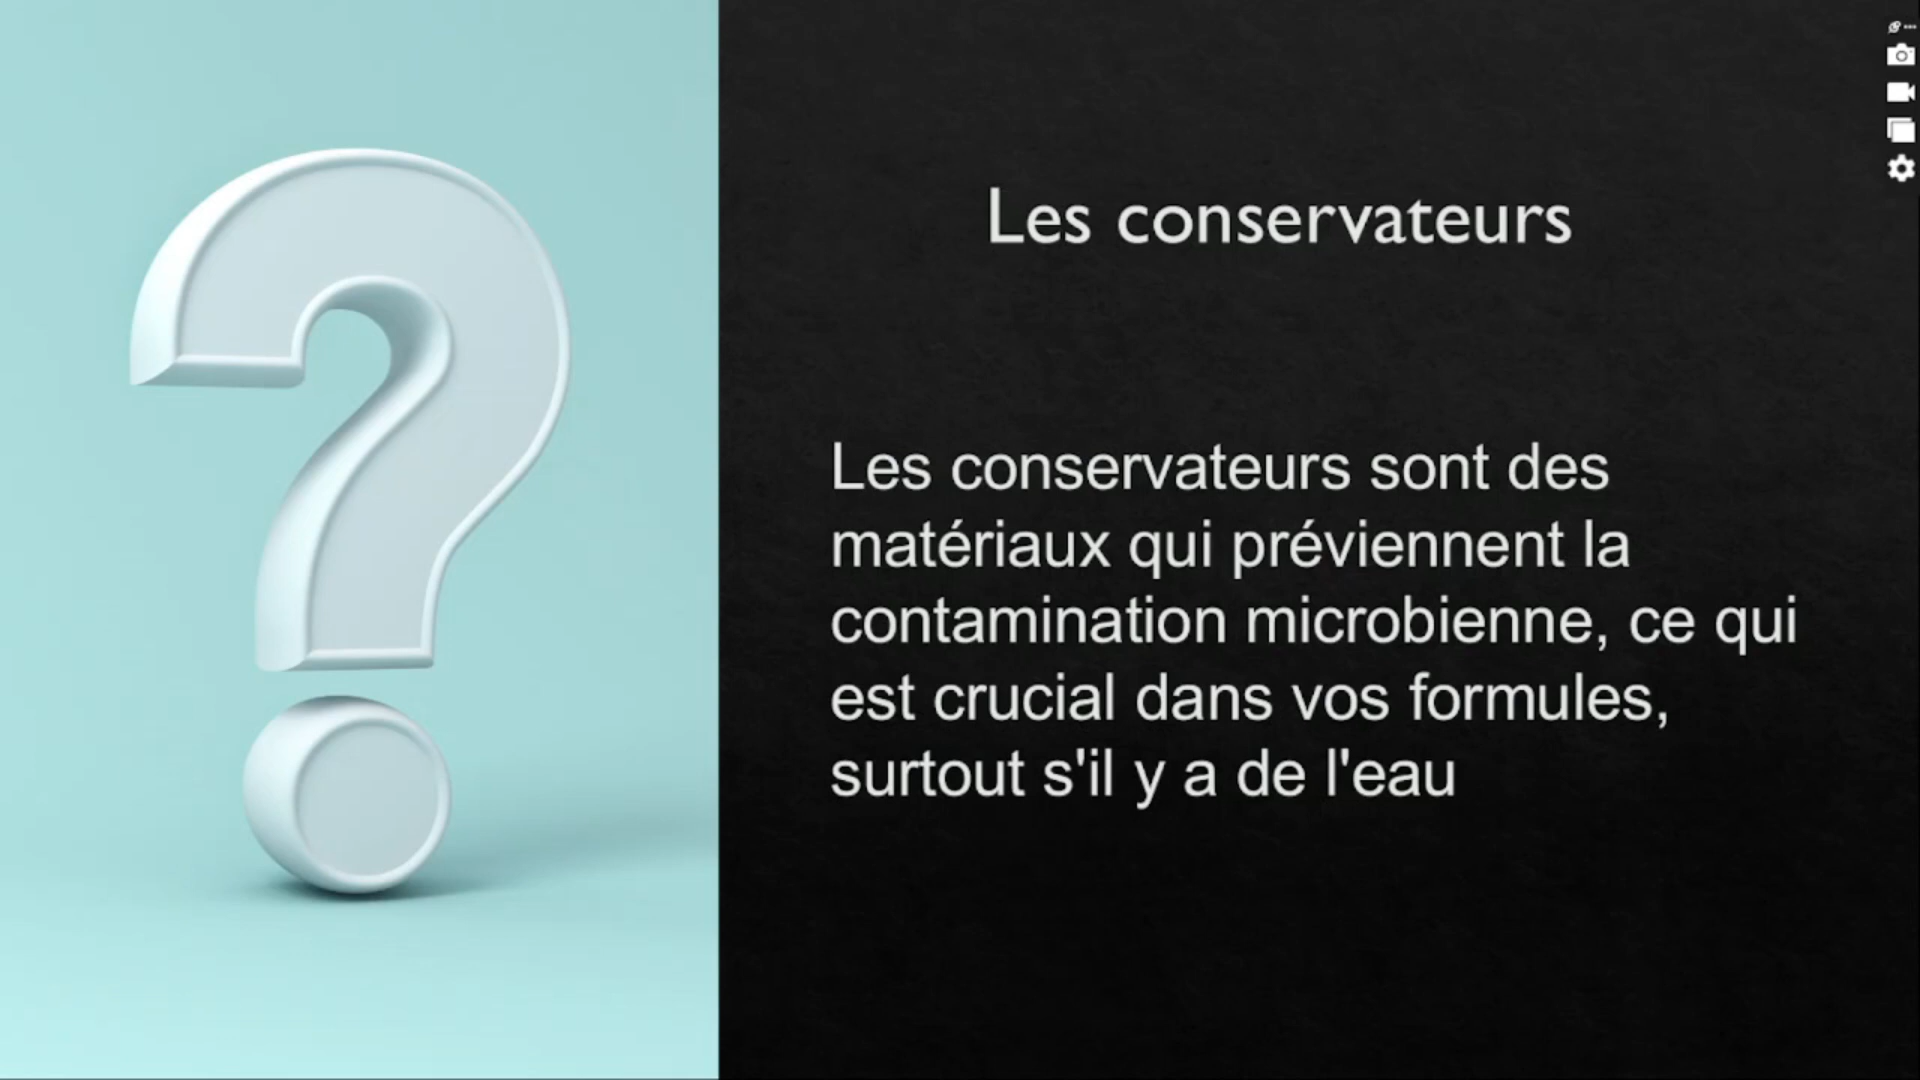 Les conservateurs
Les conservateurs sont des
matériaux qui préviennent la
contamination microbienne, ce qui
est crucial dans vos formules,
surtout s'il y a de l'eau